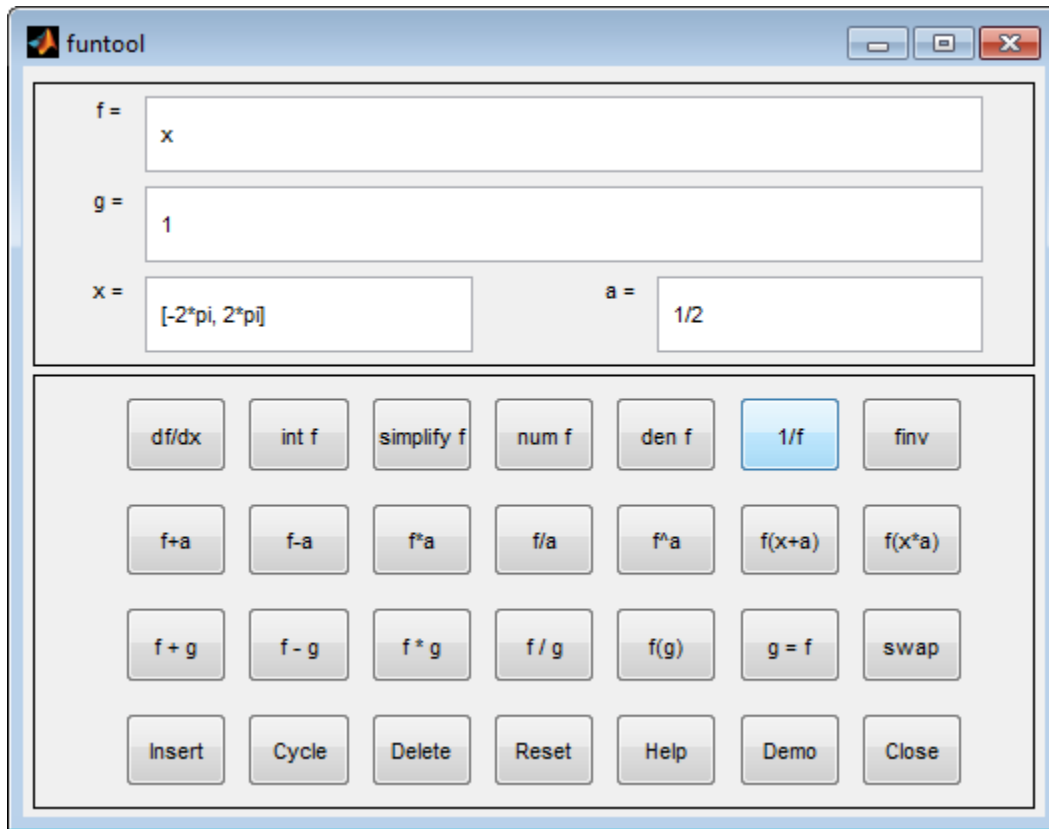 funtool
f =
x
g =
1
x =
[-2*pi, 2*pi]
a =
1/2
df/dx int f simplify f num f den f 1/f finv
f+a f-a f*a f/a f^a f(x+a) f(x*a)
f + g f - g f * g f / g f(g) g = f swap
Insert Cycle Delete Reset Help Demo Close